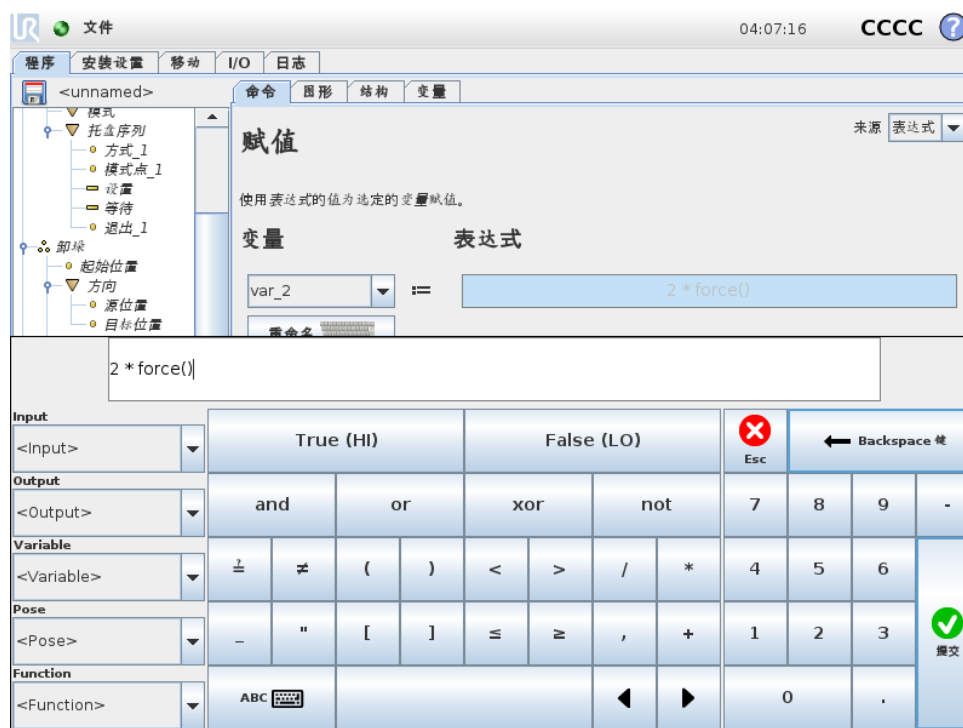 UR 文件 04:07:16 CCCC ?
程序 安装设置 移动 I/O 日志
<unnamed> 命令 图形 结构 变量
模式
托盘序列
方式_1
模式点_1
设置
等待
退出_1
卸垛
起始位置
方向
源位置
目标位置
赋值
来源 表达式
使用表达式的值为选定的变量赋值。
变量 表达式
var_2 := 2 * force()
重命名
2 * force()
Input
<Input>
Output
<Output>
Variable
<Variable>
Pose
<Pose>
Function
<Function>
True (HI) False (LO) Esc Backspace 键
and or xor not 7 8 9 -
≟ ≠ ( ) < > / * 4 5 6
_ " [ ] ≤ ≥ , + 1 2 3 提交
ABC 0 .